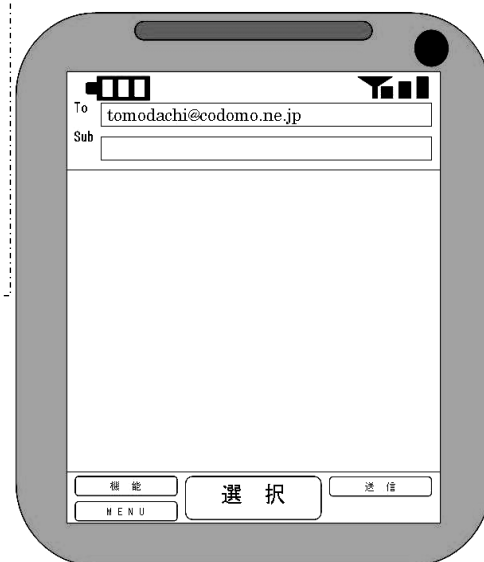 To
tomodachi@codomo.ne.jp
Sub
機 能
選 択
送 信
MENU